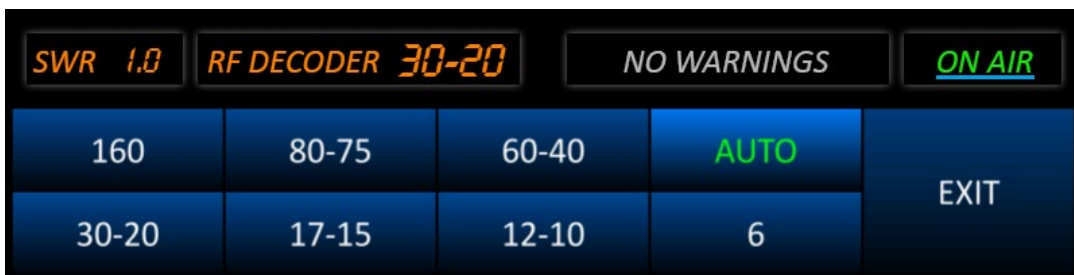 SWR 1.0 RF DECODER 30-20 NO WARNINGS ON AIR
160 80-75 60-40 AUTO
EXIT
30-20 17-15 12-10 6